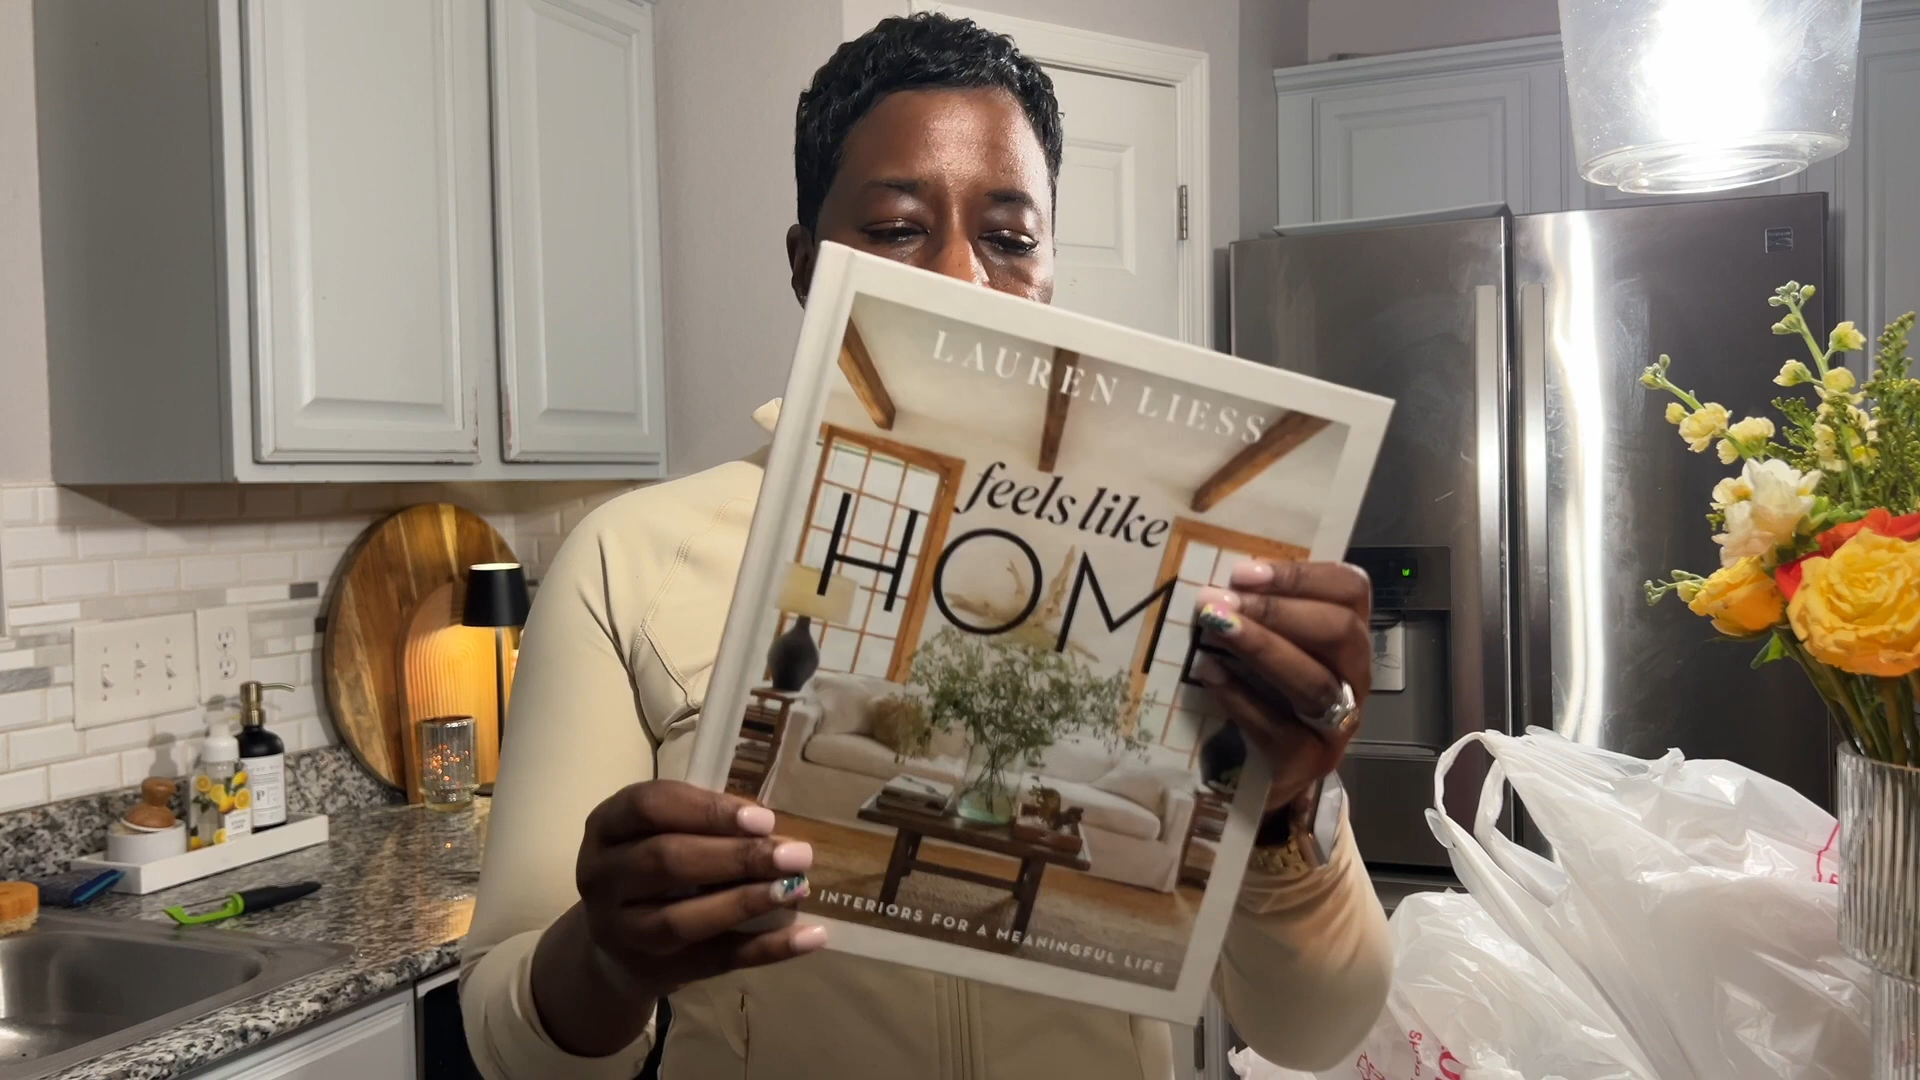 LAUREN LIESS
feels like
HOME
INTERIORS FOR A MEANINGFUL LIFE